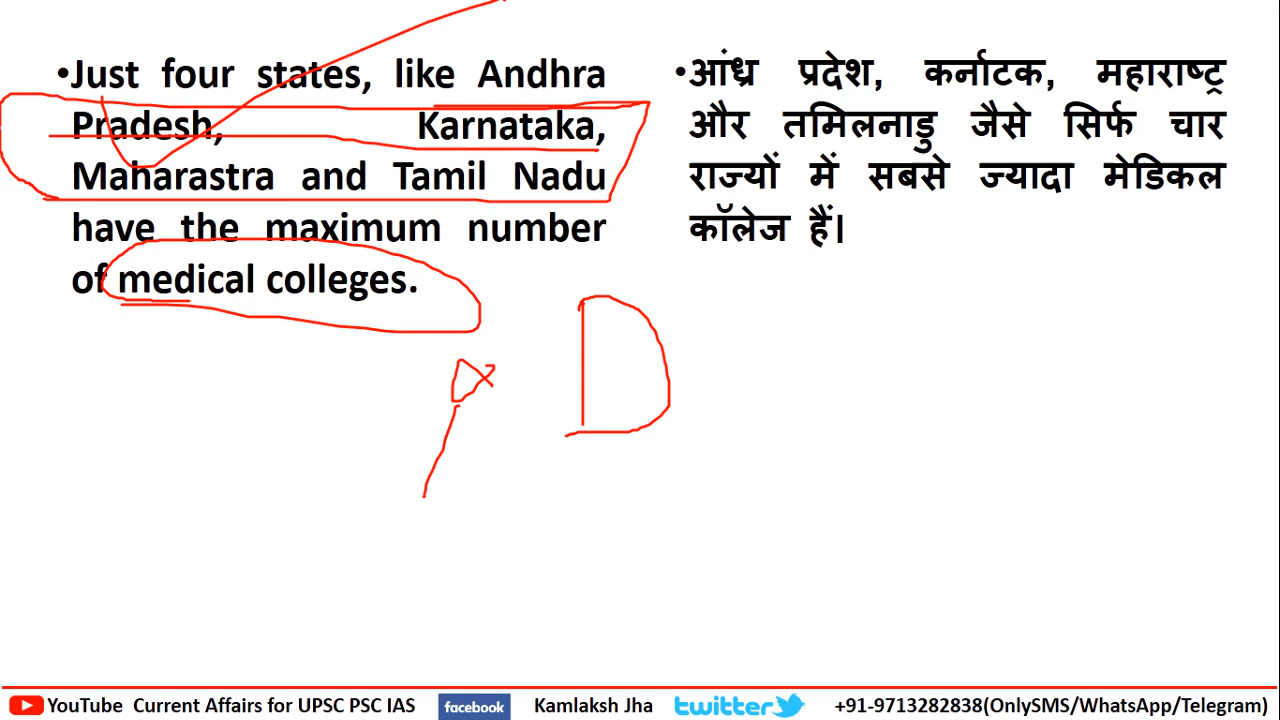 •Just four states, like Andhra
Pradesh, Karnataka,
Maharastra and Tamil Nadu
have the maximum number
of medical colleges.
•आंध्र प्रदेश, कर्नाटक, महाराष्ट्र
और तमिलनाडु जैसे सिर्फ चार
राज्यों में सबसे ज्यादा मेडिकल
कॉलेज हैं।
D
YouTube Current Affairs for UPSC PSC IAS facebook Kamlaksh Jha twitter +91-9713282838(OnlySMS/WhatsApp/Telegram)